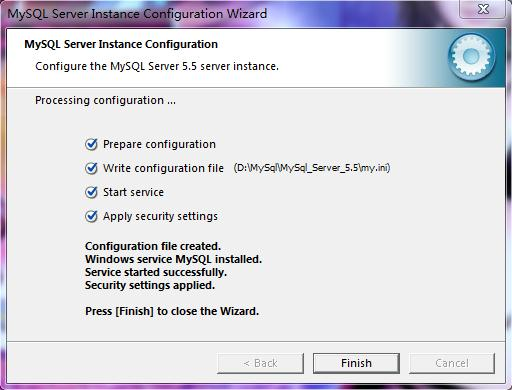 MySQL Server Instance Configuration Wizard
MySQL Server Instance Configuration
Configure the MySQL Server 5.5 server instance.
Processing configuration ...
Prepare configuration
Write configuration file (D:\MySql\MySql_Server_5.5\my.ini)
Start service
Apply security settings
Configuration file created.
Windows service MySQL installed.
Service started successfully.
Security settings applied.
Press [Finish] to close the Wizard.
< Back Finish Cancel